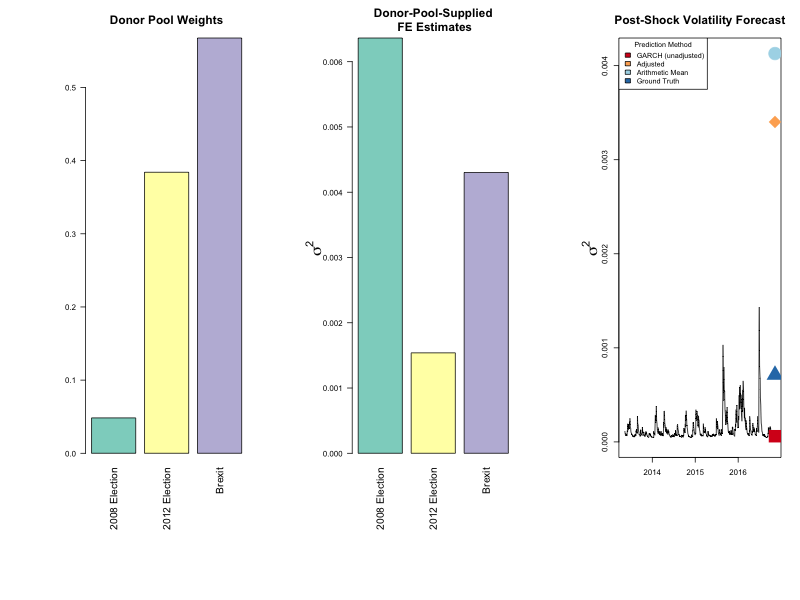 Donor Pool Weights
0.5
0.4
0.3
0.2
0.1
0.0
2008 Election
2012 Election
Brexit
Donor-Pool-Supplied
FE Estimates
σ²
0.006
0.005
0.004
0.003
0.002
0.001
0.000
2008 Election
2012 Election
Brexit
Post-Shock Volatility Forecast
σ²
0.004
0.003
0.002
0.001
0.000
Prediction Method
GARCH (unadjusted)
Adjusted
Arithmetic Mean
Ground Truth
2014 2015 2016